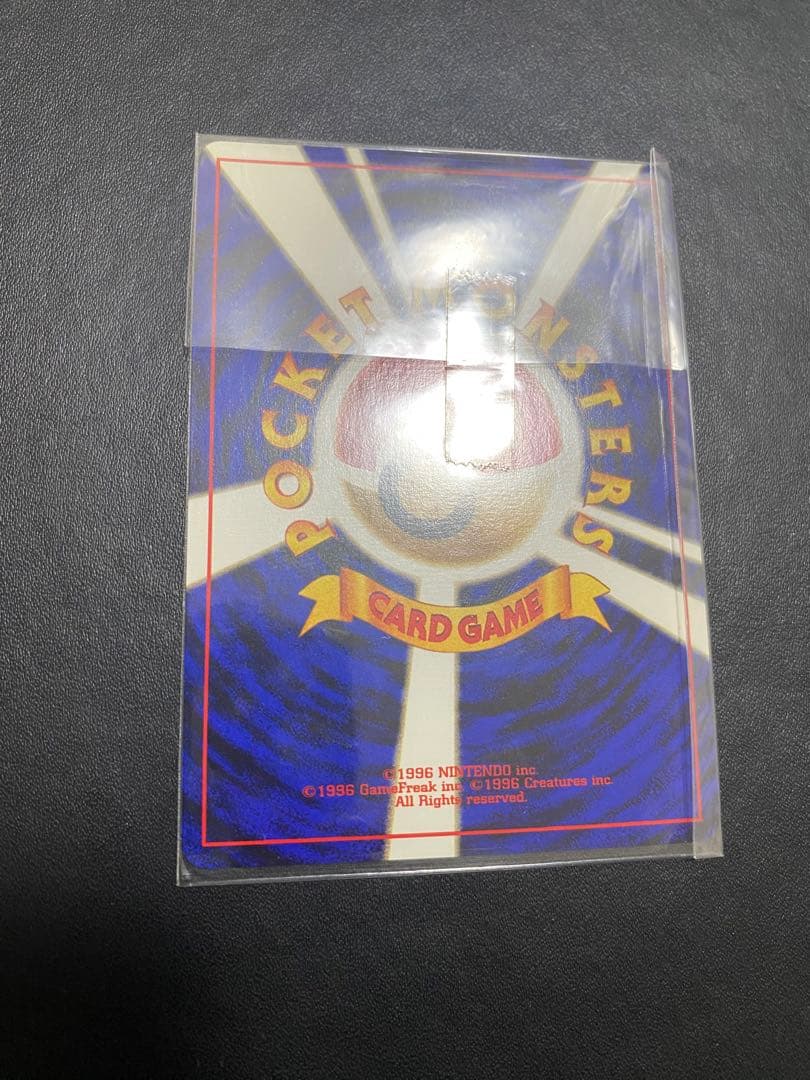 POCKET MONSTERS
CARD GAME
©1996 NINTENDO inc.
©1996 GameFreak inc. ©1996 Creatures inc.
All Rights reserved.